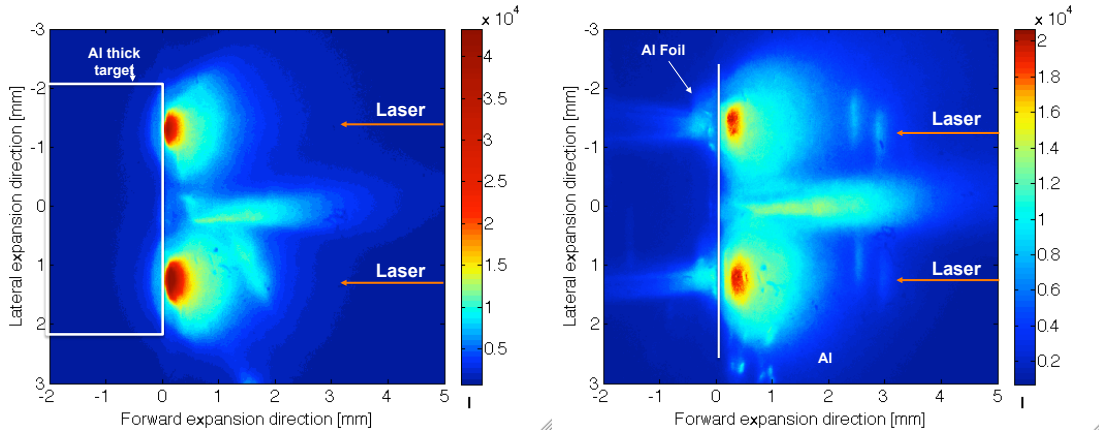 x 10^4
-3
Al thick
target
-2
Laser
-1
0
1
Laser
2
3
-2 -1 0 1 2 3 4 5
Lateral expansion direction [mm]
Forward expansion direction [mm]
4
3.5
3
2.5
2
1.5
1
0.5
I
x 10^4
-3
Al Foil
-2
Laser
-1
0
1
Laser
2
Al
3
-2 -1 0 1 2 3 4 5
Lateral expansion direction [mm]
Forward expansion direction [mm]
2
1.8
1.6
1.4
1.2
1
0.8
0.6
0.4
0.2
I